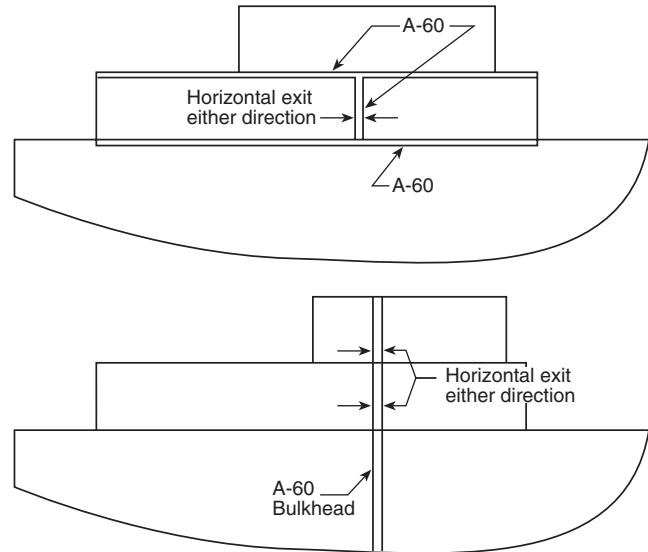 A-60
Horizontal exit
either direction
A-60
Horizontal exit
either direction
A-60
Bulkhead